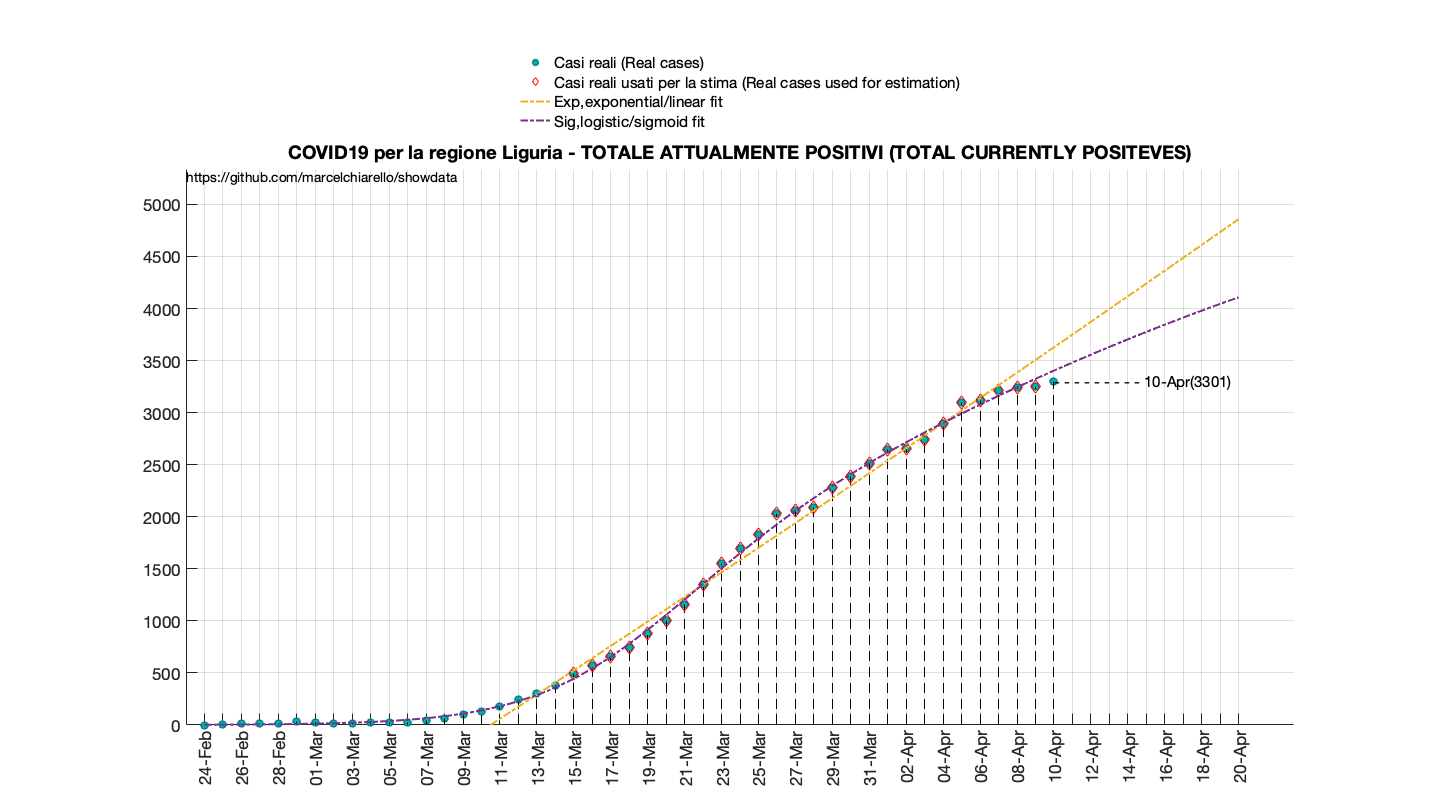 Casi reali (Real cases)
Casi reali usati per la stima (Real cases used for estimation)
Exp,exponential/linear fit
Sig,logistic/sigmoid fit
COVID19 per la regione Liguria - TOTALE ATTUALMENTE POSITIVI (TOTAL CURRENTLY POSITEVES)
https://github.com/marcelchiarello/showdata
5000
4500
4000
3500
3000
2500
2000
1500
1000
500
0
10-Apr(3301)
24-Feb
26-Feb
28-Feb
01-Mar
03-Mar
05-Mar
07-Mar
09-Mar
11-Mar
13-Mar
15-Mar
17-Mar
19-Mar
21-Mar
23-Mar
25-Mar
27-Mar
29-Mar
31-Mar
02-Apr
04-Apr
06-Apr
08-Apr
10-Apr
12-Apr
14-Apr
16-Apr
18-Apr
20-Apr